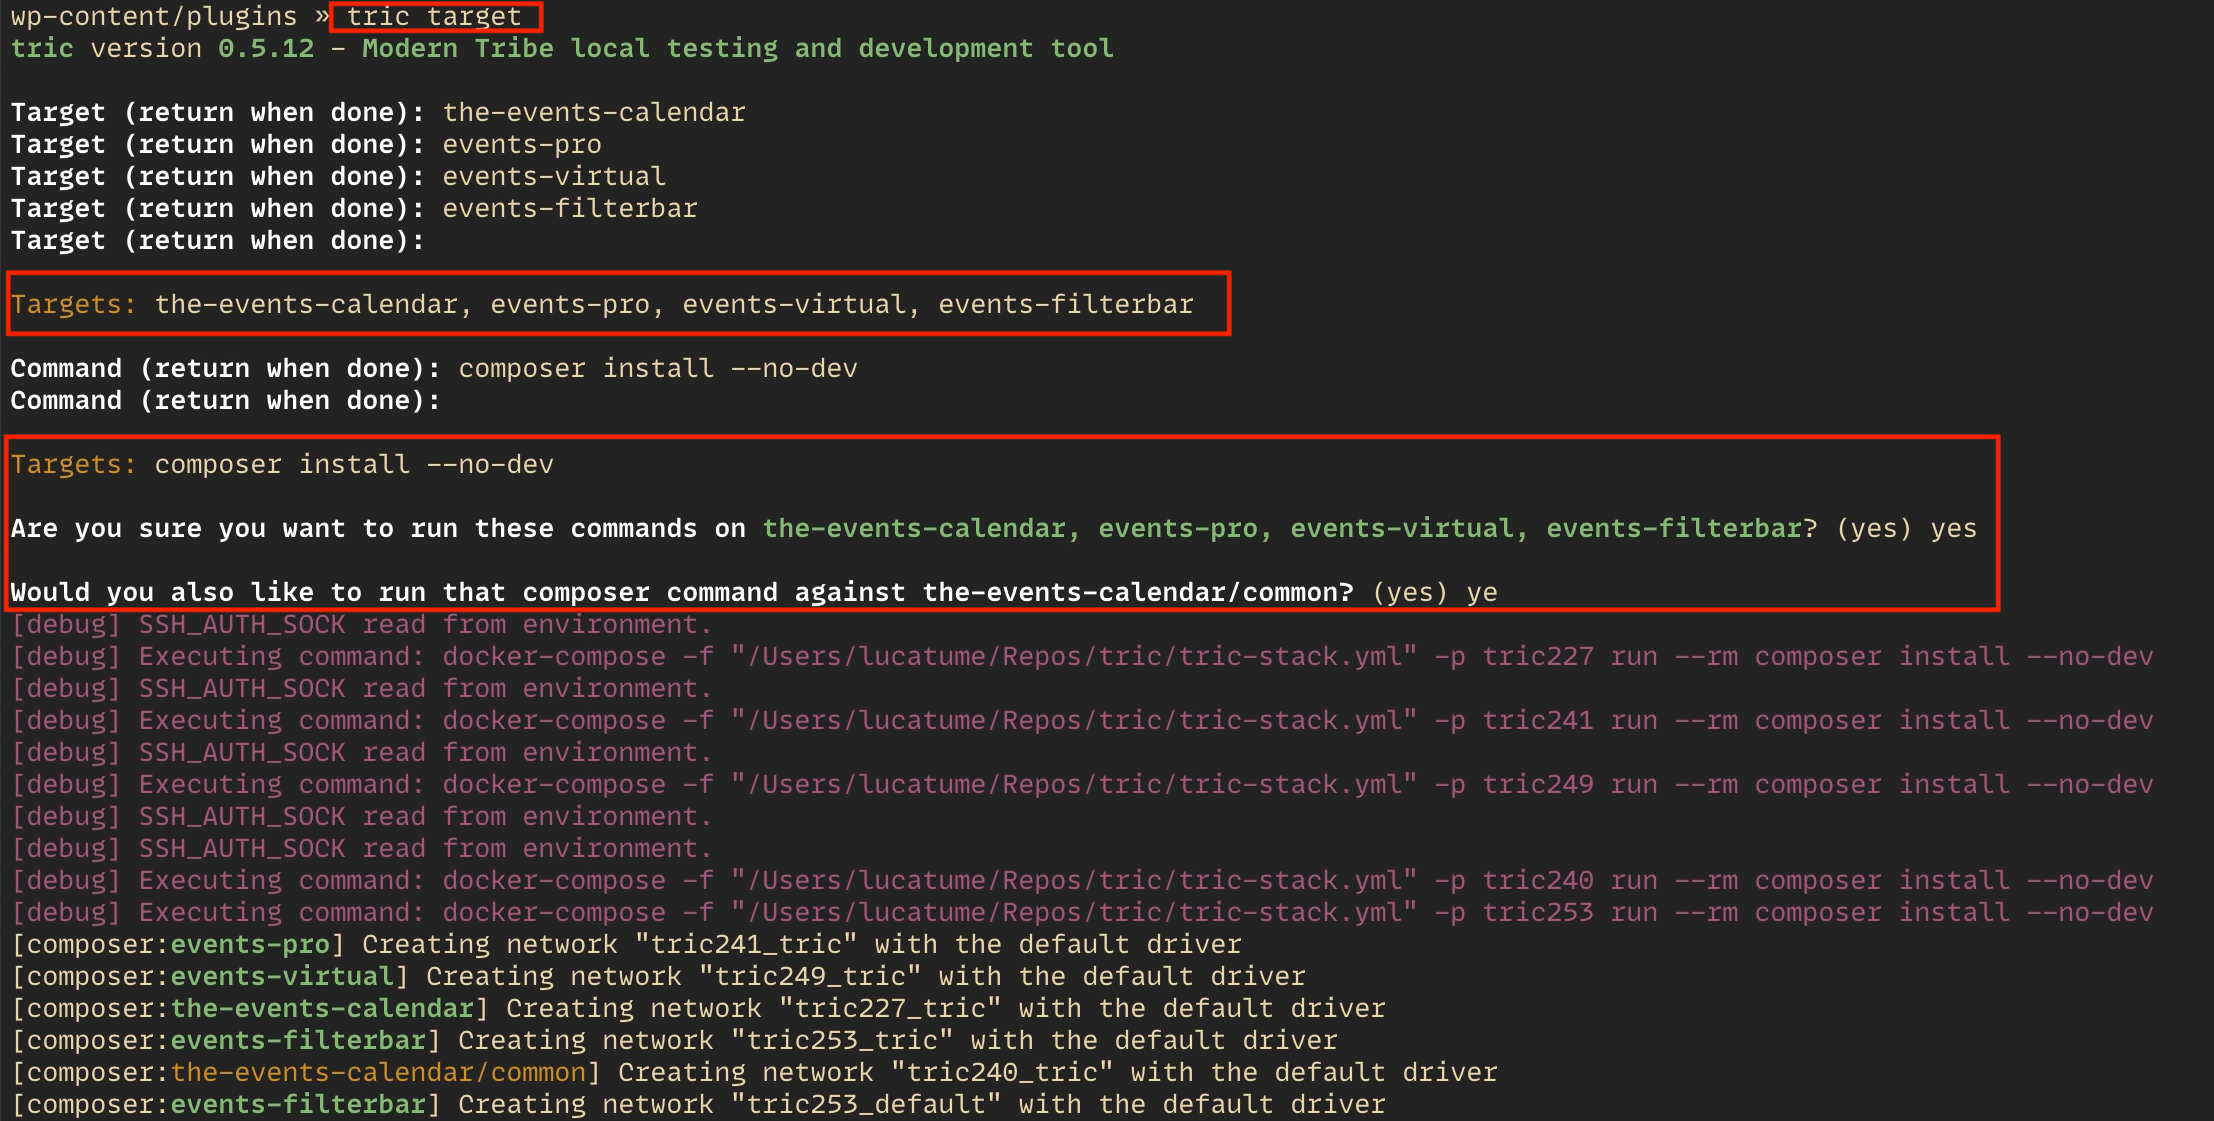 wp-content/plugins » tric target
tric version 0.5.12 - Modern Tribe local testing and development tool
Target (return when done): the-events-calendar
Target (return when done): events-pro
Target (return when done): events-virtual
Target (return when done): events-filterbar
Target (return when done):
Targets: the-events-calendar, events-pro, events-virtual, events-filterbar
Command (return when done): composer install --no-dev
Command (return when done):
Targets: composer install --no-dev
Are you sure you want to run these commands on the-events-calendar, events-pro, events-virtual, events-filterbar? (yes) yes
Would you also like to run that composer command against the-events-calendar/common? (yes) ye
[debug] SSH_AUTH_SOCK read from environment.
[debug] Executing command: docker-compose -f "/Users/lucatume/Repos/tric/tric-stack.yml" -p tric227 run --rm composer install --no-dev
[debug] SSH_AUTH_SOCK read from environment.
[debug] Executing command: docker-compose -f "/Users/lucatume/Repos/tric/tric-stack.yml" -p tric241 run --rm composer install --no-dev
[debug] SSH_AUTH_SOCK read from environment.
[debug] Executing command: docker-compose -f "/Users/lucatume/Repos/tric/tric-stack.yml" -p tric249 run --rm composer install --no-dev
[debug] SSH_AUTH_SOCK read from environment.
[debug] SSH_AUTH_SOCK read from environment.
[debug] Executing command: docker-compose -f "/Users/lucatume/Repos/tric/tric-stack.yml" -p tric240 run --rm composer install --no-dev
[debug] Executing command: docker-compose -f "/Users/lucatume/Repos/tric/tric-stack.yml" -p tric253 run --rm composer install --no-dev
[composer:events-pro] Creating network "tric241_tric" with the default driver
[composer:events-virtual] Creating network "tric249_tric" with the default driver
[composer:the-events-calendar] Creating network "tric227_tric" with the default driver
[composer:events-filterbar] Creating network "tric253_tric" with the default driver
[composer:the-events-calendar/common] Creating network "tric240_tric" with the default driver
[composer:events-filterbar] Creating network "tric253_default" with the default driver